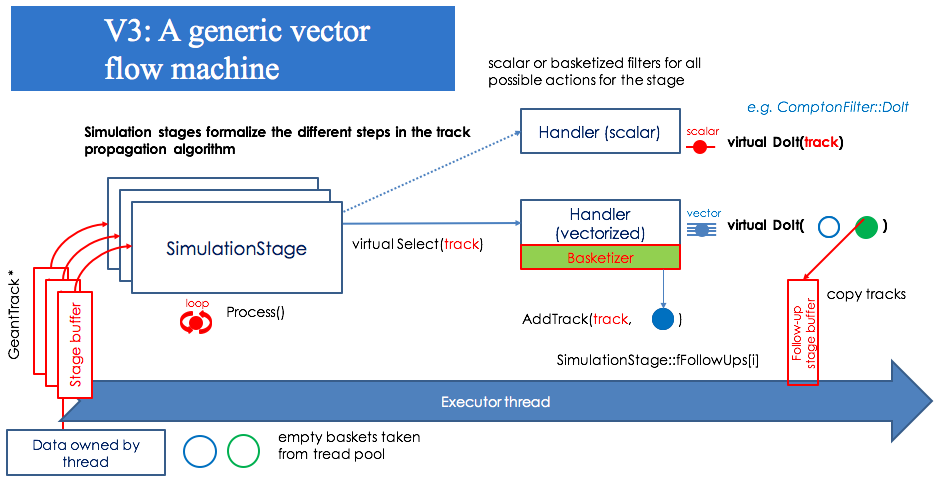 V3: A generic vector
flow machine
scalar or basketized filters for all
possible actions for the stage
e.g. ComptonFilter::DoIt
Simulation stages formalize the different steps in the track
propagation algorithm
Handler (scalar)
scalar
virtual DoIt(track)
SimulationStage
virtual Select(track)
Handler
(vectorized)
Basketizer
vector
virtual DoIt( )
GeantTrack *
Stage buffer
loop
Process()
AddTrack(track, )
Follow-up
stage buffer
copy tracks
SimulationStage::fFollowUps[i]
Executor thread
Data owned by
thread
empty baskets taken
from tread pool